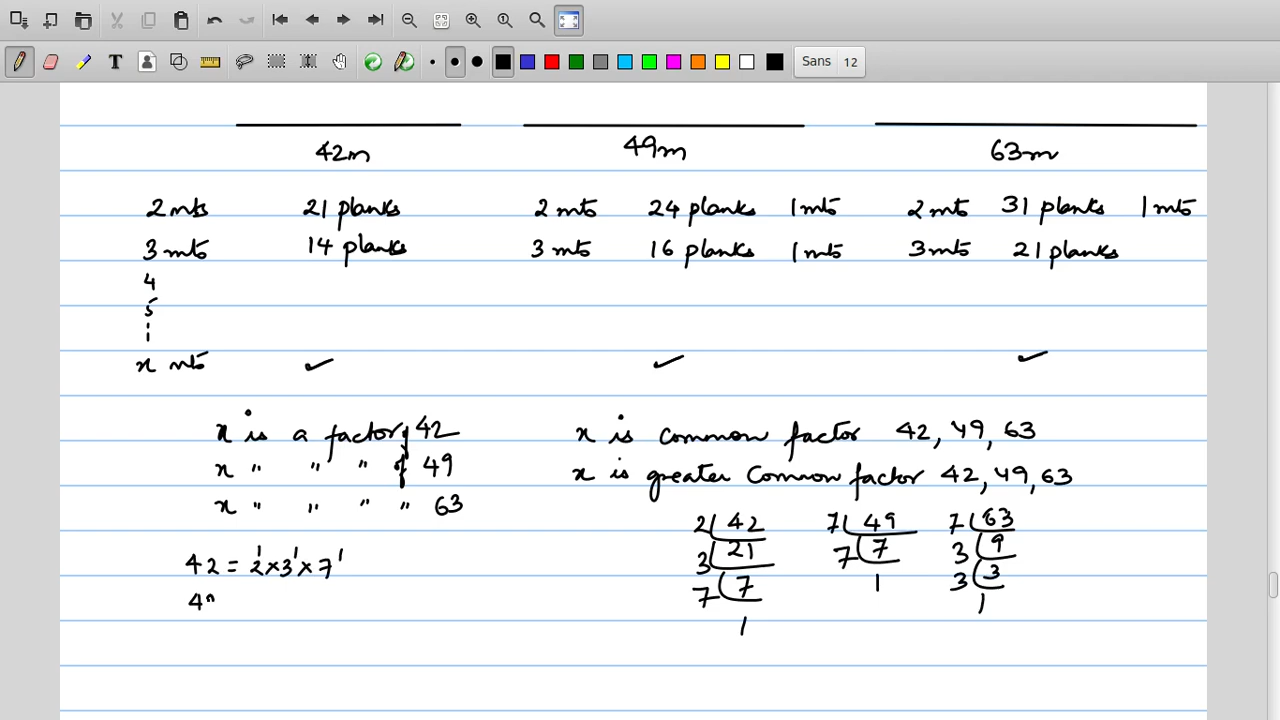 Sans 12
42m 49m 63m
2 mts 21 planks 2 mts 24 planks 1 mts 2 mts 31 planks 1 mts
3 mts 14 planks 3 mts 16 planks 1 mts 3 mts 21 planks
4
5
x mts ✓ ✓ ✓
x is a factor of 42 x is common factor 42, 49, 63
x " " " of 49 x is greater Common factor 42, 49, 63
x " " " " 63
2 42 7 49 7 63
3 21 7 7 3 9
42 = 2¹×3¹×7¹ 7 7 1 3 3
4
1 1